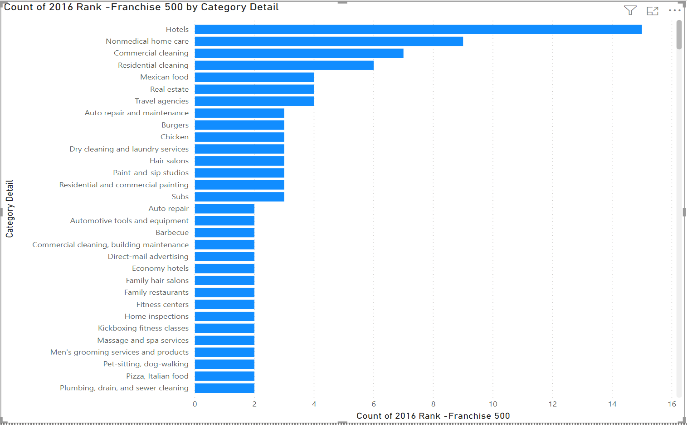 Count of 2016 Rank -Franchise 500 by Category Detail
Category Detail
Hotels
Nonmedical home care
Commercial cleaning
Residential cleaning
Mexican food
Real estate
Travel agencies
Auto repair and maintenance
Burgers
Chicken
Dry cleaning and laundry services
Hair salons
Paint-and-sip studios
Residential and commercial painting
Subs
Auto repair
Automotive tools and equipment
Barbecue
Commercial cleaning, building maintenance
Direct-mail advertising
Economy hotels
Family hair salons
Family restaurants
Fitness centers
Home inspections
Kickboxing fitness classes
Massage and spa services
Men's grooming services and products
Pet-sitting, dog-walking
Pizza, Italian food
Plumbing, drain, and sewer cleaning
0 2 4 6 8 10 12 14 16
Count of 2016 Rank -Franchise 500